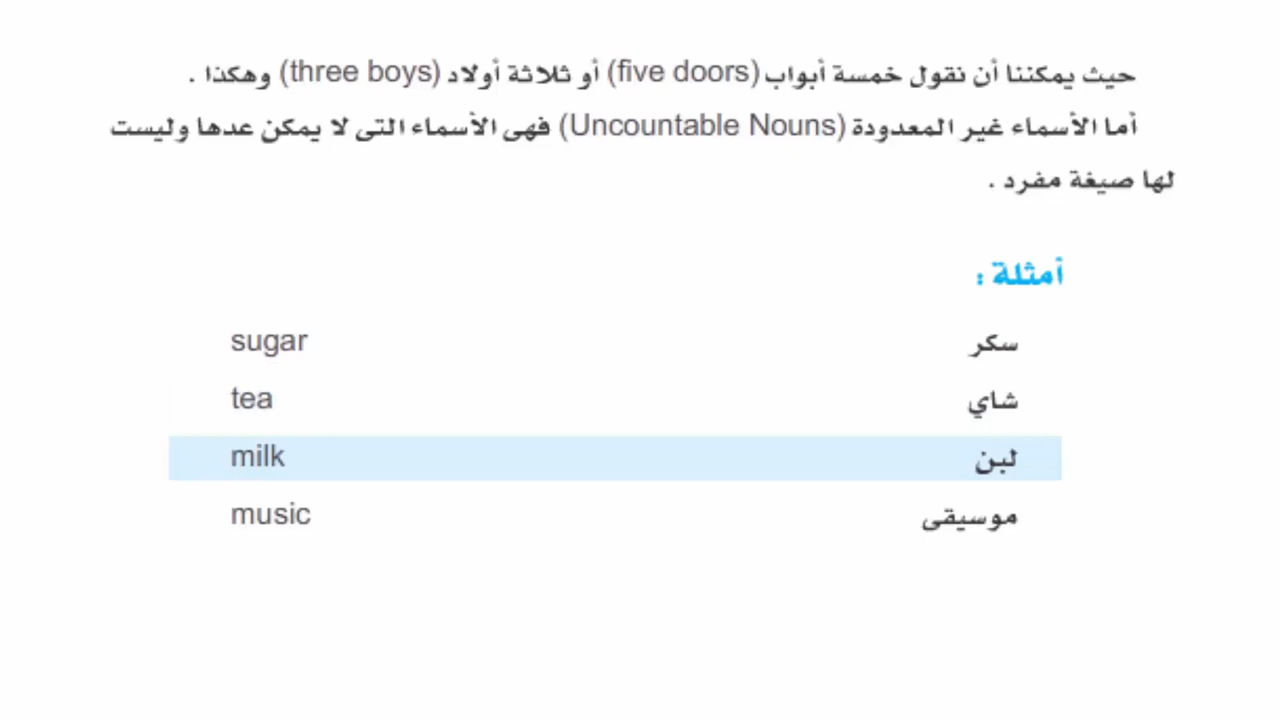 حيث يمكننا أن نقول خمسة أبواب (five doors) أو ثلاثة أولاد (three boys) وهكذا .
أما الأسماء غير المعدودة (Uncountable Nouns) فهى الأسماء التى لا يمكن عدها وليست
لها صيغة مفرد .
أمثلة :
سكر sugar
شاي tea
لبن milk
موسيقى music